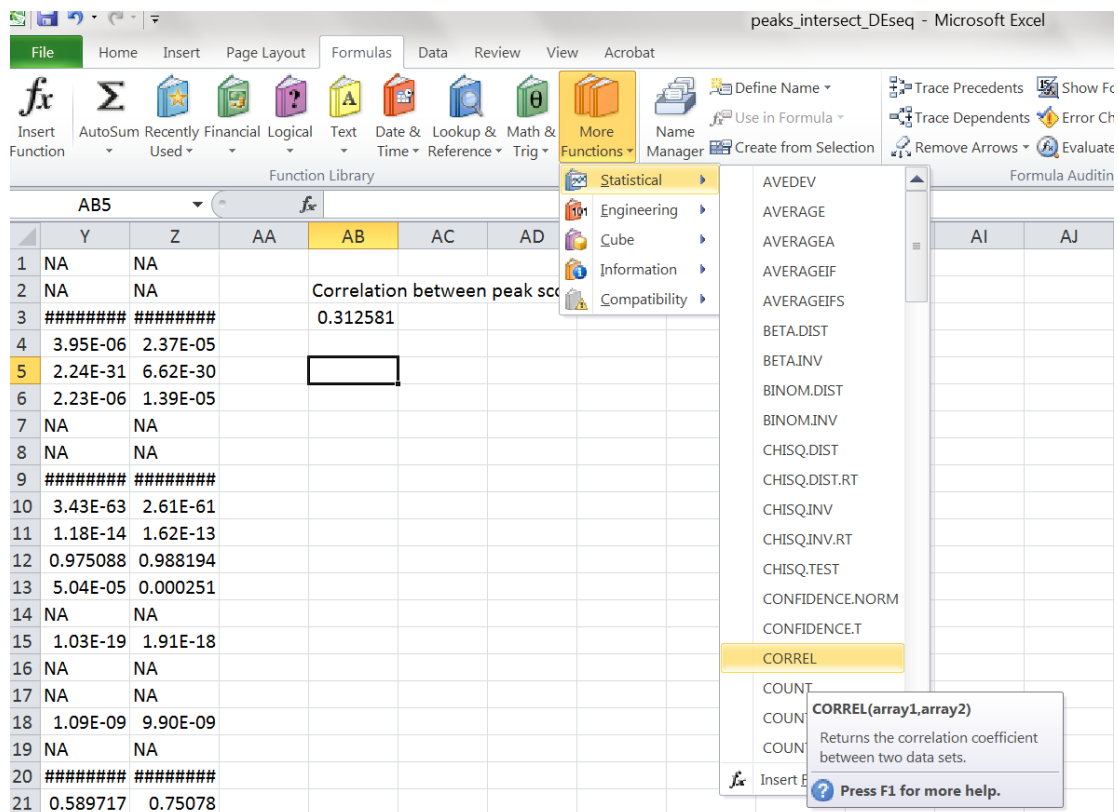 peaks_intersect_DEseq - Microsoft Excel
File Home Insert Page Layout Formulas Data Review View Acrobat
Insert Function
AutoSum
Recently Used
Financial
Logical
Text
Date & Time
Lookup & Reference
Math & Trig
More Functions
Name Manager
Define Name
Use in Formula
Create from Selection
Trace Precedents
Trace Dependents
Remove Arrows
Show Fo
Error Ch
Evaluate
Function Library
Formula Auditin
AB5 fx
Y Z AA AB AC AD AI AJ
1 NA NA
2 NA NA Correlation between peak sco
3 ######## ######## 0.312581
4 3.95E-06 2.37E-05
5 2.24E-31 6.62E-30
6 2.23E-06 1.39E-05
7 NA NA
8 NA NA
9 ######## ########
10 3.43E-63 2.61E-61
11 1.18E-14 1.62E-13
12 0.975088 0.988194
13 5.04E-05 0.000251
14 NA NA
15 1.03E-19 1.91E-18
16 NA NA
17 NA NA
18 1.09E-09 9.90E-09
19 NA NA
20 ######## ########
21 0.589717 0.75078
Statistical
Engineering
Cube
Information
Compatibility
AVEDEV
AVERAGE
AVERAGEA
AVERAGEIF
AVERAGEIFS
BETA.DIST
BETA.INV
BINOM.DIST
BINOM.INV
CHISQ.DIST
CHISQ.DIST.RT
CHISQ.INV
CHISQ.INV.RT
CHISQ.TEST
CONFIDENCE.NORM
CONFIDENCE.T
CORREL
COUNT
COUN
COUN
fx Insert F
CORREL(array1,array2)
Returns the correlation coefficient
between two data sets.
Press F1 for more help.